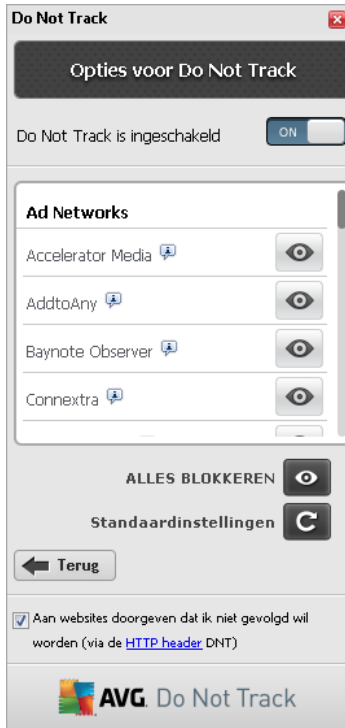 Do Not Track
Opties voor Do Not Track
Do Not Track is ingeschakeld
ON
Ad Networks
Accelerator Media
AddtoAny
Baynote Observer
Connextra
ALLES BLOKKEREN
Standaardinstellingen
Terug
Aan websites doorgeven dat ik niet gevolgd wil
worden (via de HTTP header DNT)
AVG. Do Not Track